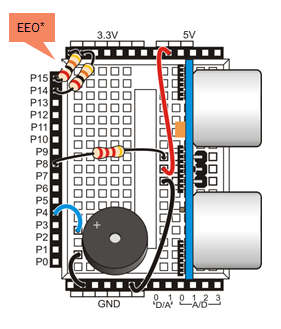 EEO*
3.3V 5V
P15
P14
P13
P12
P11
P10
P9
P8
P7
P6
P5
P4
P3
P2
P1
P0
+
GND
0 1 0 1 2 3
D/A A/D